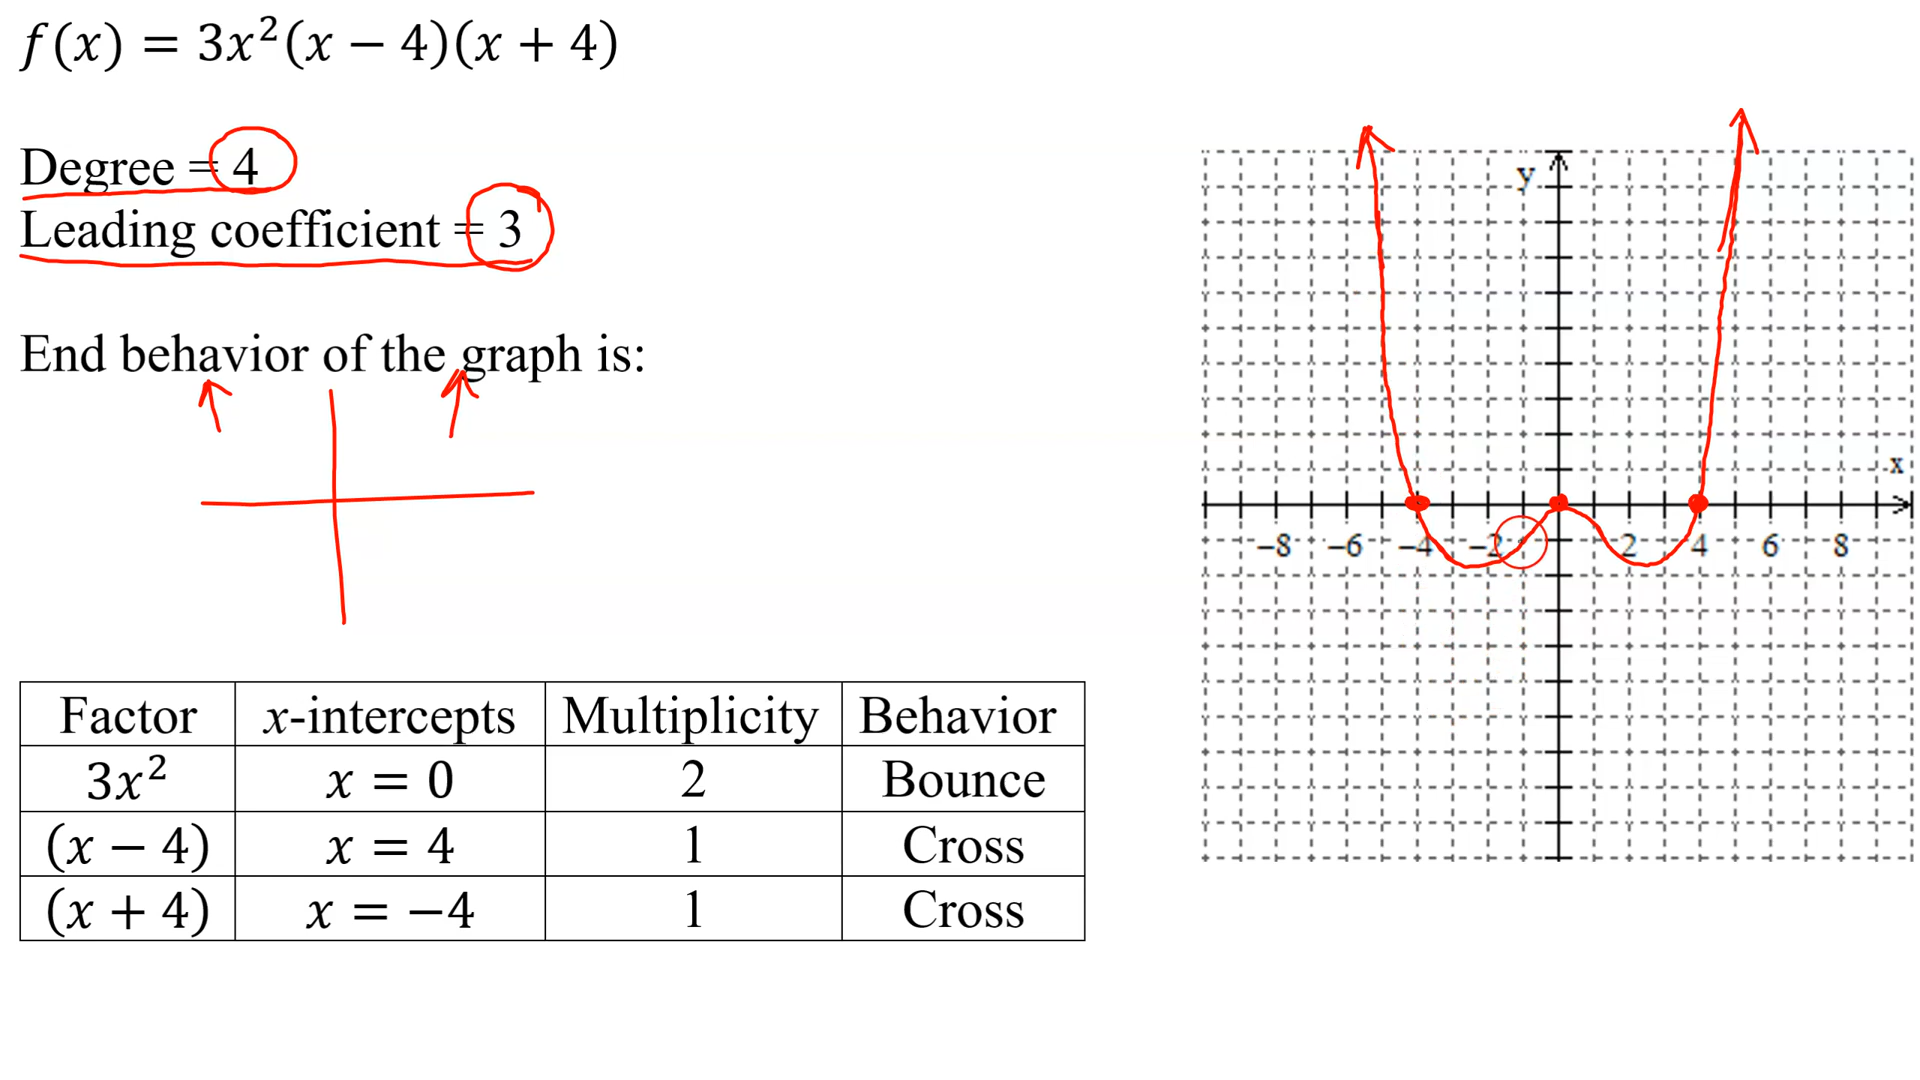 f(x) = 3x²(x − 4)(x + 4)
Degree = 4
Leading coefficient = 3
End behavior of the graph is:
Factor x-intercepts Multiplicity Behavior
3x² x = 0 2 Bounce
(x − 4) x = 4 1 Cross
(x + 4) x = −4 1 Cross
y
x
−8 −6 −4 −2 2 4 6 8